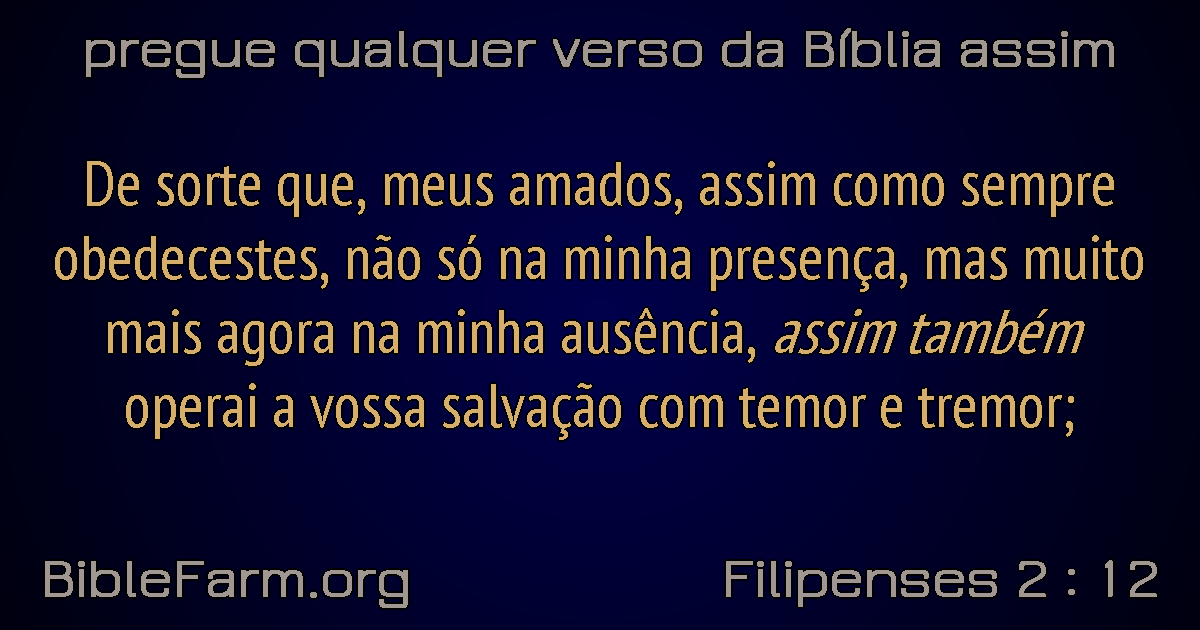 pregue qualquer verso da Bíblia assim
De sorte que, meus amados, assim como sempre
obedecestes, não só na minha presença, mas muito
mais agora na minha ausência, assim também
operai a vossa salvação com temor e tremor;
BibleFarm.org
Filipenses 2 : 12